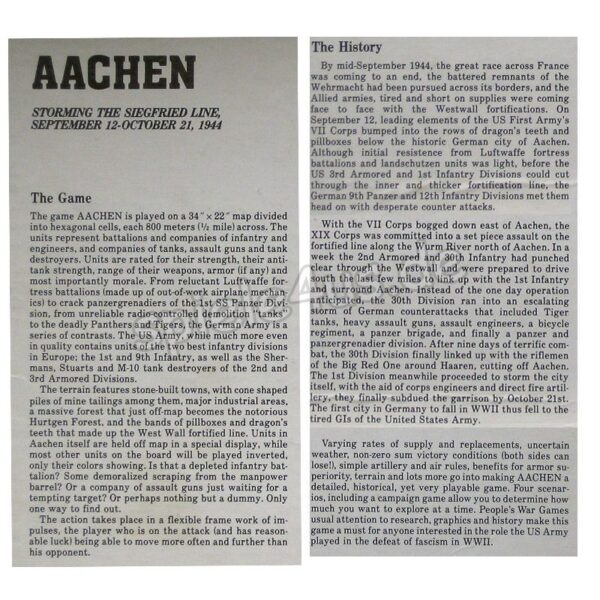 AACHEN
STORMING THE SIEGFRIED LINE,
SEPTEMBER 12-OCTOBER 21, 1944
The Game
The game AACHEN is played on a 34" x 22" map divided
into hexagonal cells, each 800 meters (½ mile) across. The
units represent battalions and companies of infantry and
engineers, and companies of tanks, assault guns and tank
destroyers. Units are rated for their strength, their anti-
tank strength, range of their weapons, armor (if any) and
most importantly morale. From reluctant Luftwaffe for-
tress battalions (made up of out-of-work airplane mechan-
ics) to crack panzergrenadiers of the 1st SS Panzer Div-
ision, from unreliable radio-controlled demolition tanks
to the deadly Panthers and Tigers, the German Army is a
series of contrasts. The US Army, while much more even
in quality contains units of the two best infantry divisions
in Europe; the 1st and 9th Infantry, as well as the Sher-
mans, Stuarts and M-10 tank destroyers of the 2nd and
3rd Armored Divisions.
The terrain features stone-built towns, with cone shaped
piles of mine tailings among them, major industrial areas,
a massive forest that just off-map becomes the notorious
Hurtgen Forest, and the bands of pillboxes and dragon's
teeth that made up the West Wall fortified line. Units in
Aachen itself are held off map in a special display, while
most other units on the board will be played inverted,
only their colors showing. Is that a depleted infantry bat-
talion? Some demoralized scraping from the manpower
barrel? Or a company of assault guns just waiting for a
tempting target? Or perhaps nothing but a dummy. Only
one way to find out.
The action takes place in a flexible frame work of im-
pulses, the player who is on the attack (and has reason-
able luck) being able to move more often and further than
his opponent.
The History
By mid-September 1944, the great race across France
was coming to an end, the battered remnants of the
Wehrmacht had been pursued across its borders, and the
Allied armies, tired and short on supplies were coming
face to face with the Westwall fortifications. On
September 12, leading elements of the US First Army's
VII Corps bumped into the rows of dragon's teeth and
pillboxes below the historic German city of Aachen.
Although initial resistence from Luftwaffe fortress
battalions and landschutzen units was light, before the
US 3rd Armored and 1st Infantry Divisions could cut
through the inner and thicker fortification line, the
German 9th Panzer and 12th Infantry Divisions met them
head on with desperate counter attacks.
With the VII Corps bogged down east of Aachen, the
XIX Corps was committed to a set piece assault on the
fortified line along the Wurm River north of Aachen. In a
week the 2nd Armored and 30th Infantry had punched
clear through the Westwall and were prepared to drive
south the last few miles to link up with the 1st Infantry
and surround Aachen. Instead of the one day operation
envisioned, the 30th Division ran into an escalating
storm of German counterattacks that included Tiger
tanks, heavy assault guns, assault engineers, a bicycle
regiment, a panzer brigade, and finally a panzer and
panzergrenadier division. After nine days of terrific com-
bat, the 30th Division finally linked up with the riflemen
of the Big Red One around Haaren, cutting off Aachen.
The 1st Division meanwhile proceeded to storm the city
itself, with the aid of corps engineers and direct fire artil-
lery, they finally subdued the garrison by October 21st.
The first city in Germany to fall in WWII thus fell to the
tired GIs of the United States Army.
Varying rates of supply and replacements, uncertain
weather, non-zero sum victory conditions (both sides can
lose!), simple artillery and air rules, benefits for armor su-
periority, terrain and lots more go into making AACHEN a
detailed, historical, yet very playable game. Four scenar-
ios, including a campaign game allow you to determine how
much you want to explore at a time. People's War Games
usual attention to research, graphics and history make this
game a must for anyone interested in the role the US Army
played in the defeat of fascism in WWII.